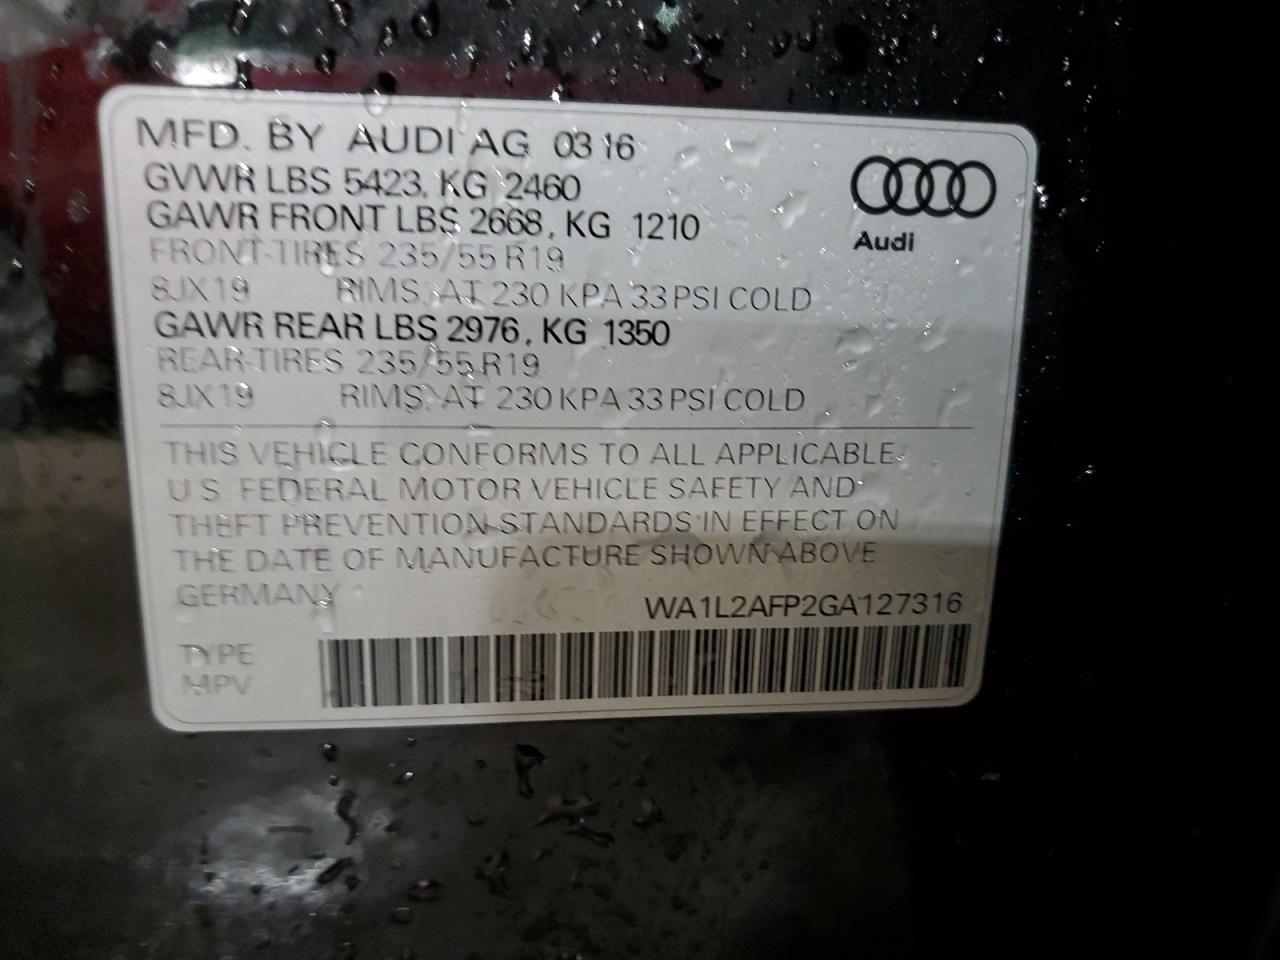 MFD. BY AUDI AG 03 16
GVWR LBS 5423, KG 2460
GAWR FRONT LBS 2668, KG 1210
FRONT-TIRES 235/55 R19
8JX19 RIMS, AT 230 KPA 33 PSI COLD
GAWR REAR LBS 2976, KG 1350
REAR-TIRES 235/55 R19
8JX19 RIMS, AT 230 KPA 33 PSI COLD
Audi
THIS VEHICLE CONFORMS TO ALL APPLICABLE
U.S. FEDERAL MOTOR VEHICLE SAFETY AND
THEFT PREVENTION STANDARDS IN EFFECT ON
THE DATE OF MANUFACTURE SHOWN ABOVE
GERMANY
WA1L2AFP2GA127316
TYPE
MPV